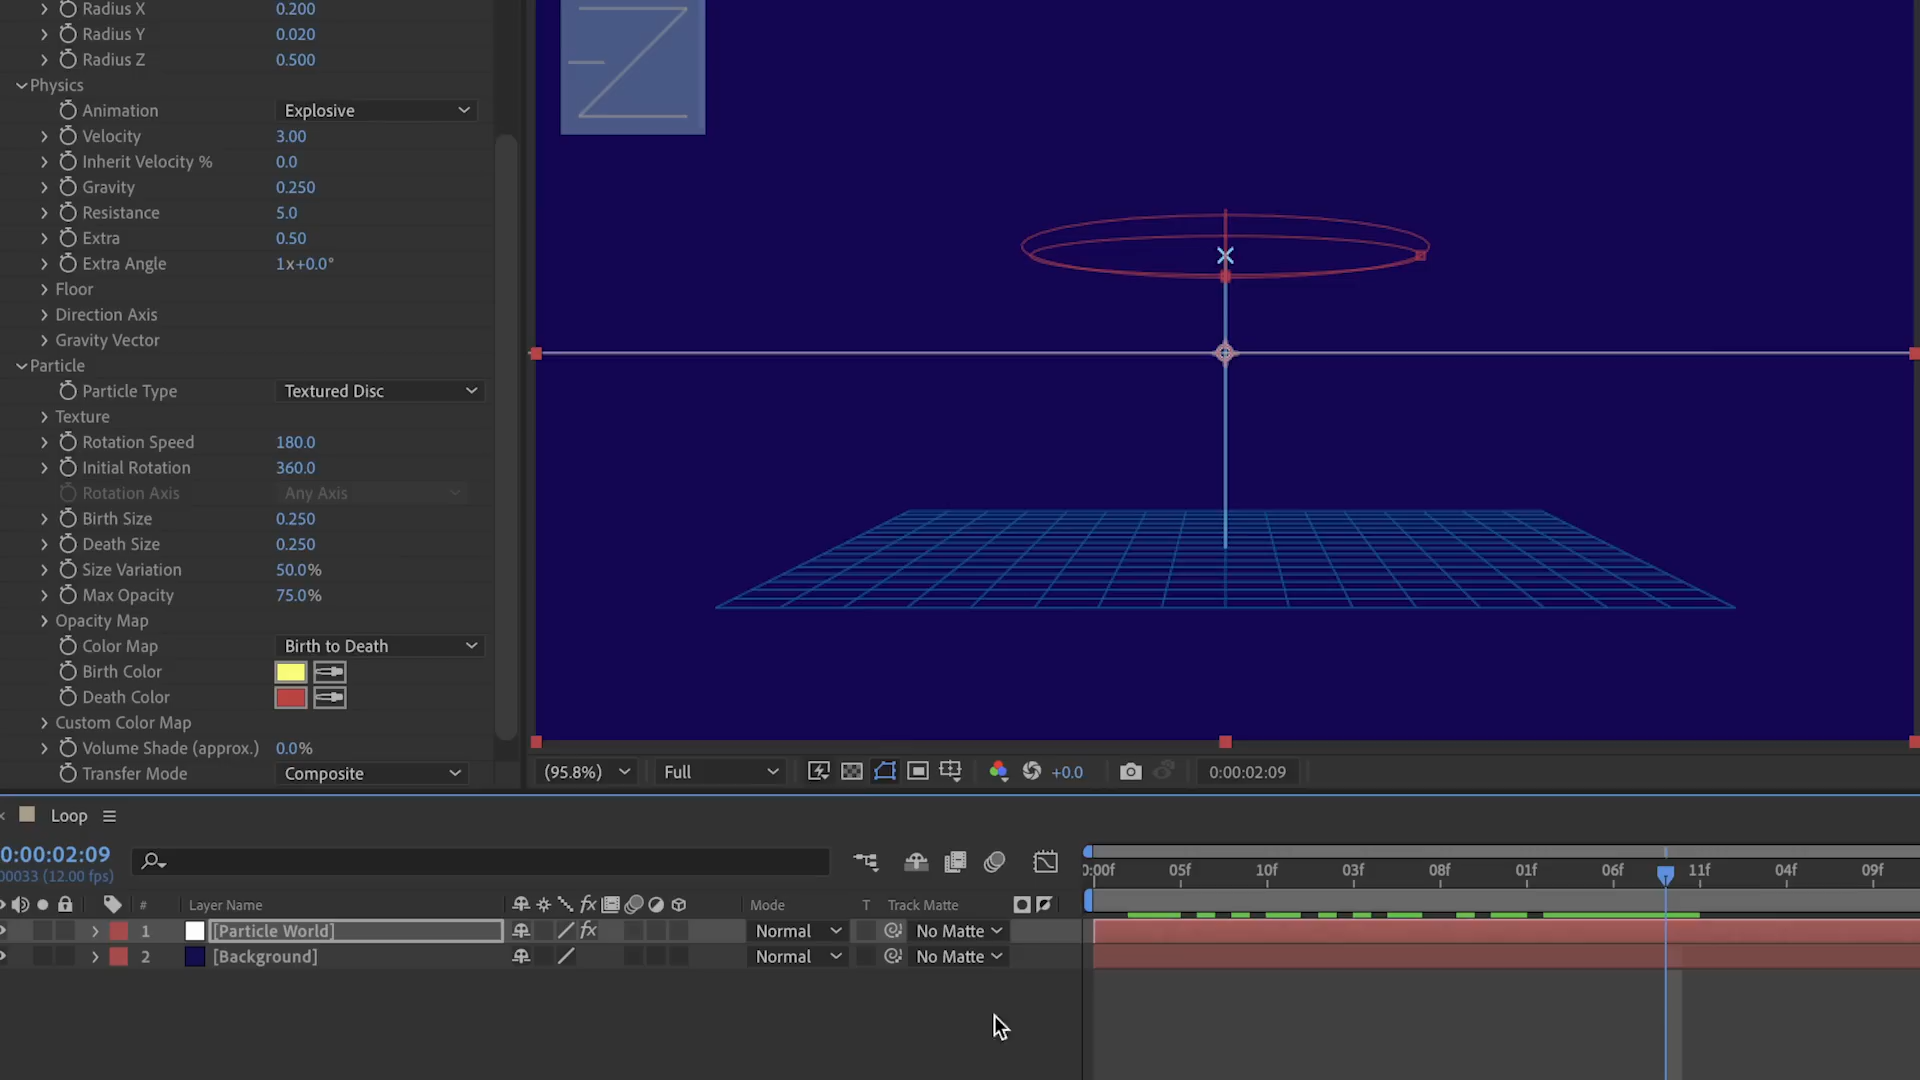 Radius X 0.200
Radius Y 0.020
Radius Z 0.500
Physics
Animation Explosive
Velocity 3.00
Inherit Velocity % 0.0
Gravity 0.250
Resistance 5.0
Extra 0.50
Extra Angle 1x+0.0°
Floor
Direction Axis
Gravity Vector
Particle
Particle Type Textured Disc
Texture
Rotation Speed 180.0
Initial Rotation 360.0
Rotation Axis Any Axis
Birth Size 0.250
Death Size 0.250
Size Variation 50.0%
Max Opacity 75.0%
Opacity Map
Color Map Birth to Death
Birth Color
Death Color
Custom Color Map
Volume Shade (approx.) 0.0%
Transfer Mode Composite
(95.8%) Full +0.0 0:00:02:09
Loop
0:00:02:09
00033 (12.00 fps)
0:00f 05f 10f 03f 08f 01f 06f 11f 04f 09f
# Layer Name fx Mode T Track Matte
1 [Particle World] fx Normal No Matte
2 [Background] Normal No Matte